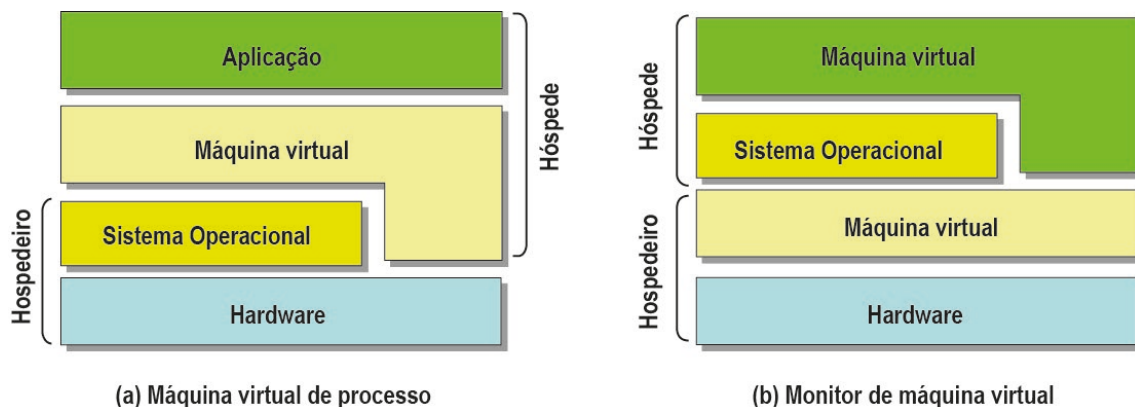 Aplicação
Máquina virtual
Sistema Operacional
Hardware
Hospedeiro
Hóspede
(a) Máquina virtual de processo
Máquina virtual
Sistema Operacional
Máquina virtual
Hardware
Hóspede
Hospedeiro
(b) Monitor de máquina virtual